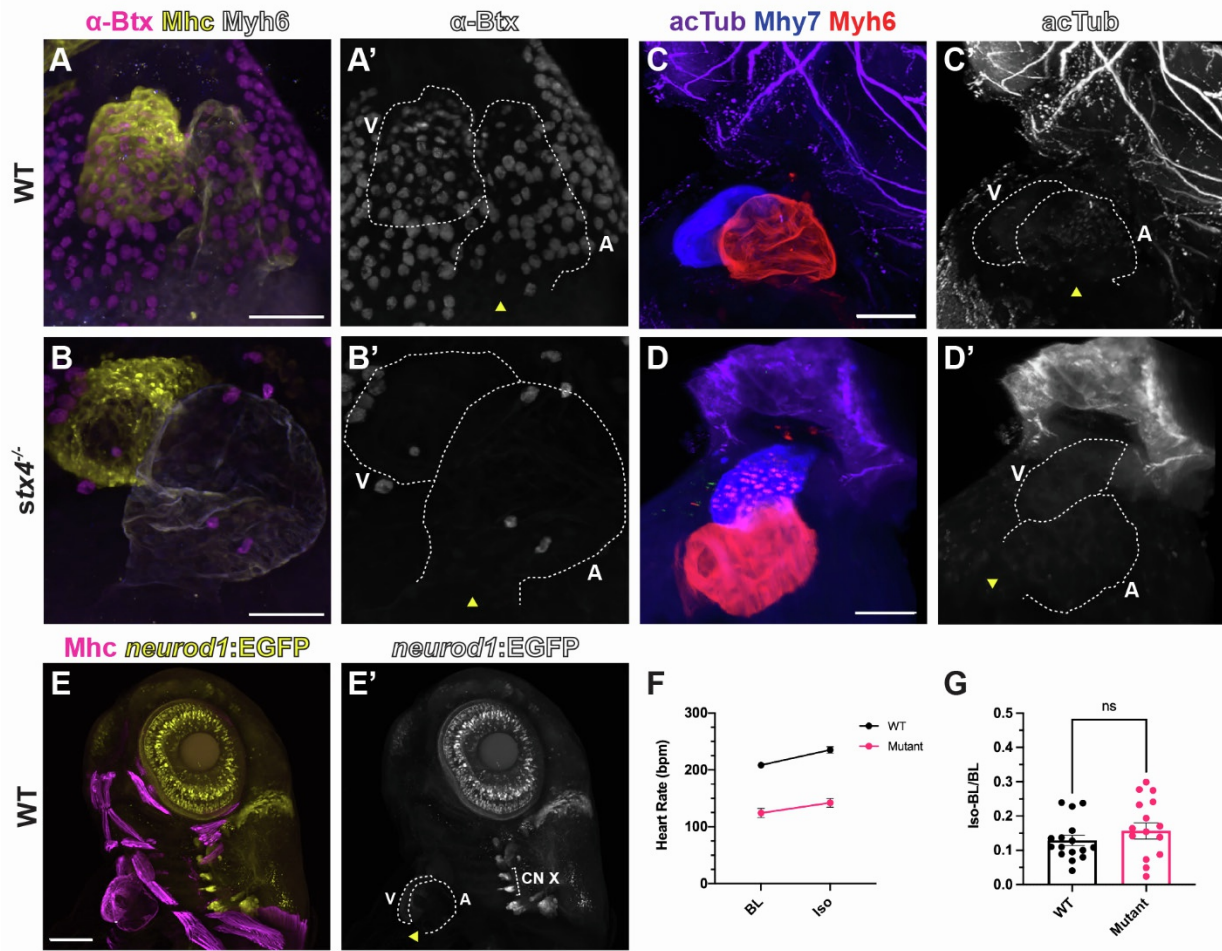 α-Btx Mhc Myh6
α-Btx
acTub Mhy7 Myh6
acTub
WT
A
A’
V
A
C
C’
V
A
stx4-/-
B
B’
V
A
D
D’
V
A
Mhc neurod1:EGFP
neurod1:EGFP
WT
E
E’
CN X
V
A
F
300
200
100
0
Heart Rate (bpm)
BL
Iso
WT
Mutant
G
ns
0.5
0.4
0.3
0.2
0.1
0.0
Iso-BL/BL
WT
Mutant